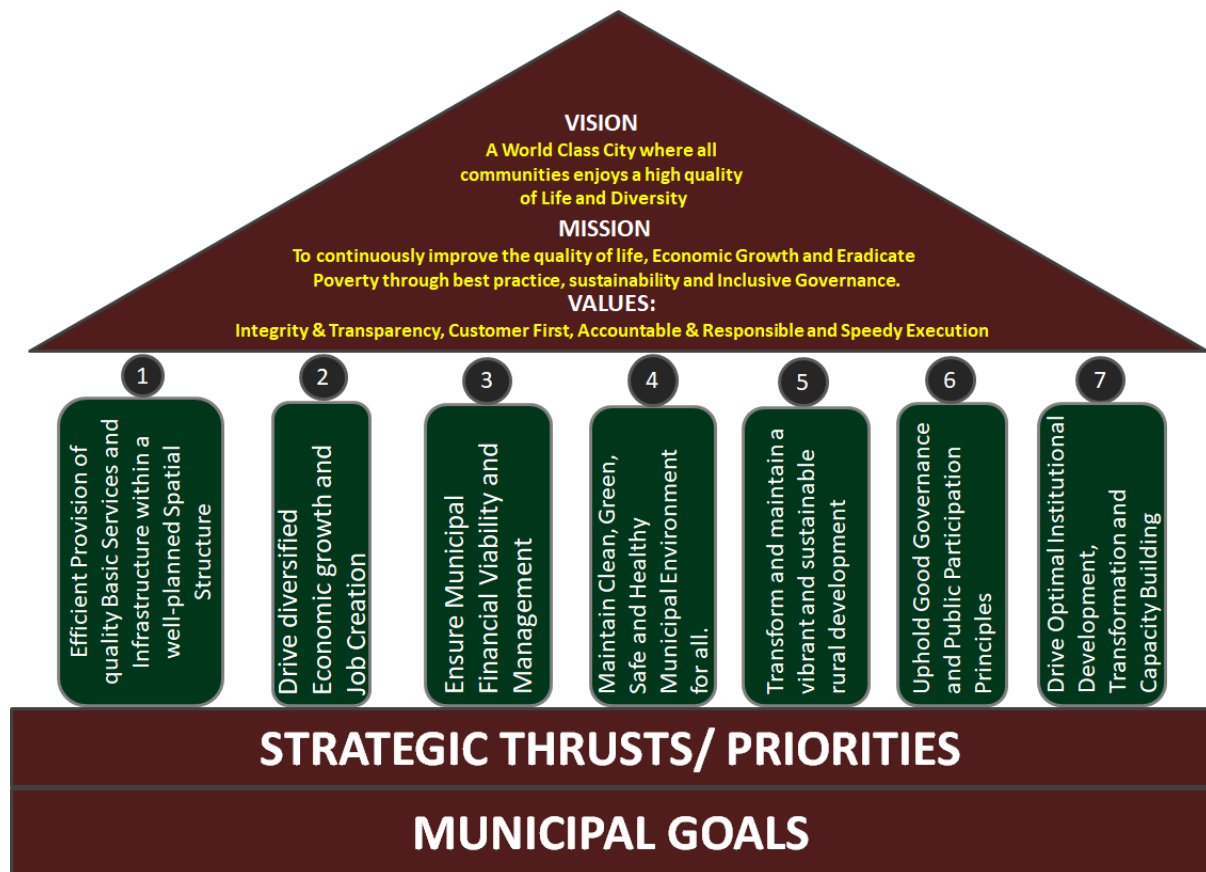 VISION
A World Class City where all
communities enjoys a high quality
of Life and Diversity
MISSION
To continuously improve the quality of life, Economic Growth and Eradicate
Poverty through best practice, sustainability and Inclusive Governance.
VALUES:
Integrity & Transparency, Customer First, Accountable & Responsible and Speedy Execution
1
Efficient Provision of
quality Basic Services and
Infrastructure within a
well-planned Spatial
Structure
2
Drive diversified
Economic growth and
Job Creation
3
Ensure Municipal
Financial Viability and
Management
4
Maintain Clean, Green,
Safe and Healthy
Municipal Environment
for all.
5
Transform and maintain a
vibrant and sustainable
rural development
6
Uphold Good Governance
and Public Participation
Principles
7
Drive Optimal Institutional
Development,
Transformation and
Capacity Building
STRATEGIC THRUSTS/ PRIORITIES
MUNICIPAL GOALS